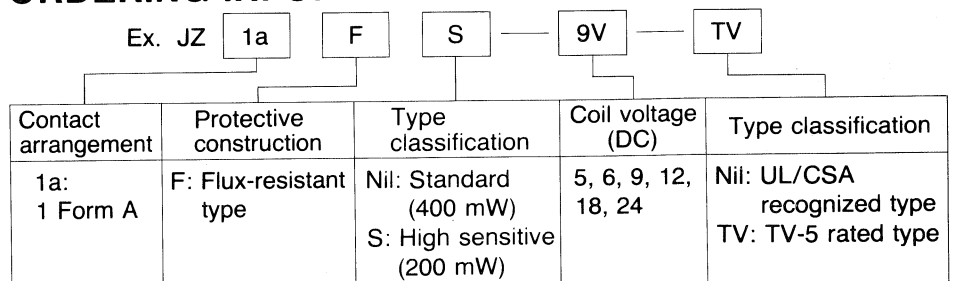 Ex. JZ 1a F S — 9V — TV
Contact arrangement
Protective construction
Type classification
Coil voltage (DC)
Type classification
1a:
1 Form A
F: Flux-resistant
type
Nil: Standard
(400 mW)
S: High sensitive
(200 mW)
5, 6, 9, 12,
18, 24
Nil: UL/CSA
recognized type
TV: TV-5 rated type